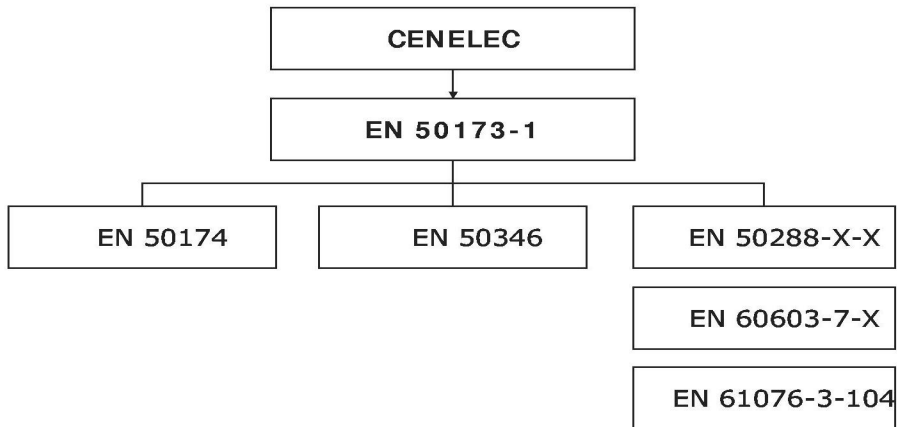 CENELEC
EN 50173-1
EN 50174
EN 50346
EN 50288-X-X
EN 60603-7-X
EN 61076-3-104